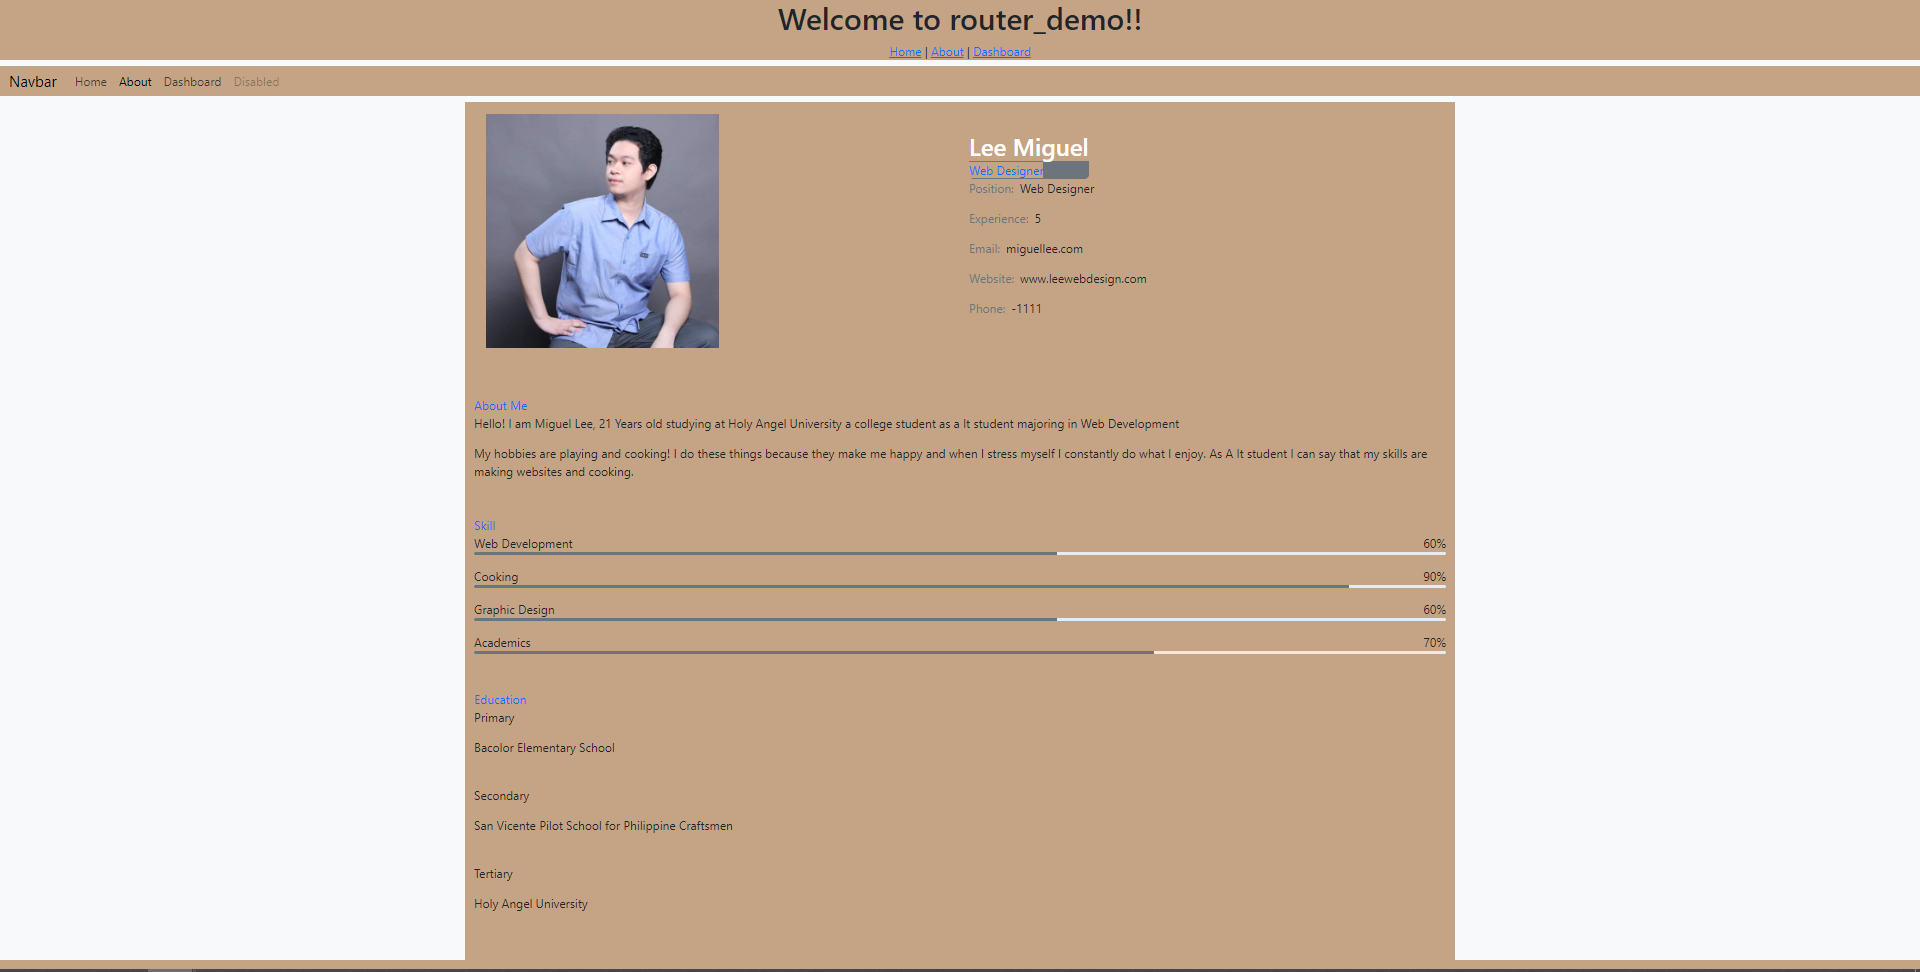 Welcome to router_demo!!
Home | About | Dashboard
Navbar Home About Dashboard Disabled
Lee Miguel
Web Designer
Position: Web Designer
Experience: 5
Email: miguellee.com
Website: www.leewebdesign.com
Phone: -1111
About Me
Hello! I am Miguel Lee, 21 Years old studying at Holy Angel University a college student as a It student majoring in Web Development
My hobbies are playing and cooking! I do these things because they make me happy and when I stress myself I constantly do what I enjoy. As A It student I can say that my skills are
making websites and cooking.
Skill
Web Development 60%
Cooking 90%
Graphic Design 60%
Academics 70%
Education
Primary
Bacolor Elementary School
Secondary
San Vicente Pilot School for Philippine Craftsmen
Tertiary
Holy Angel University